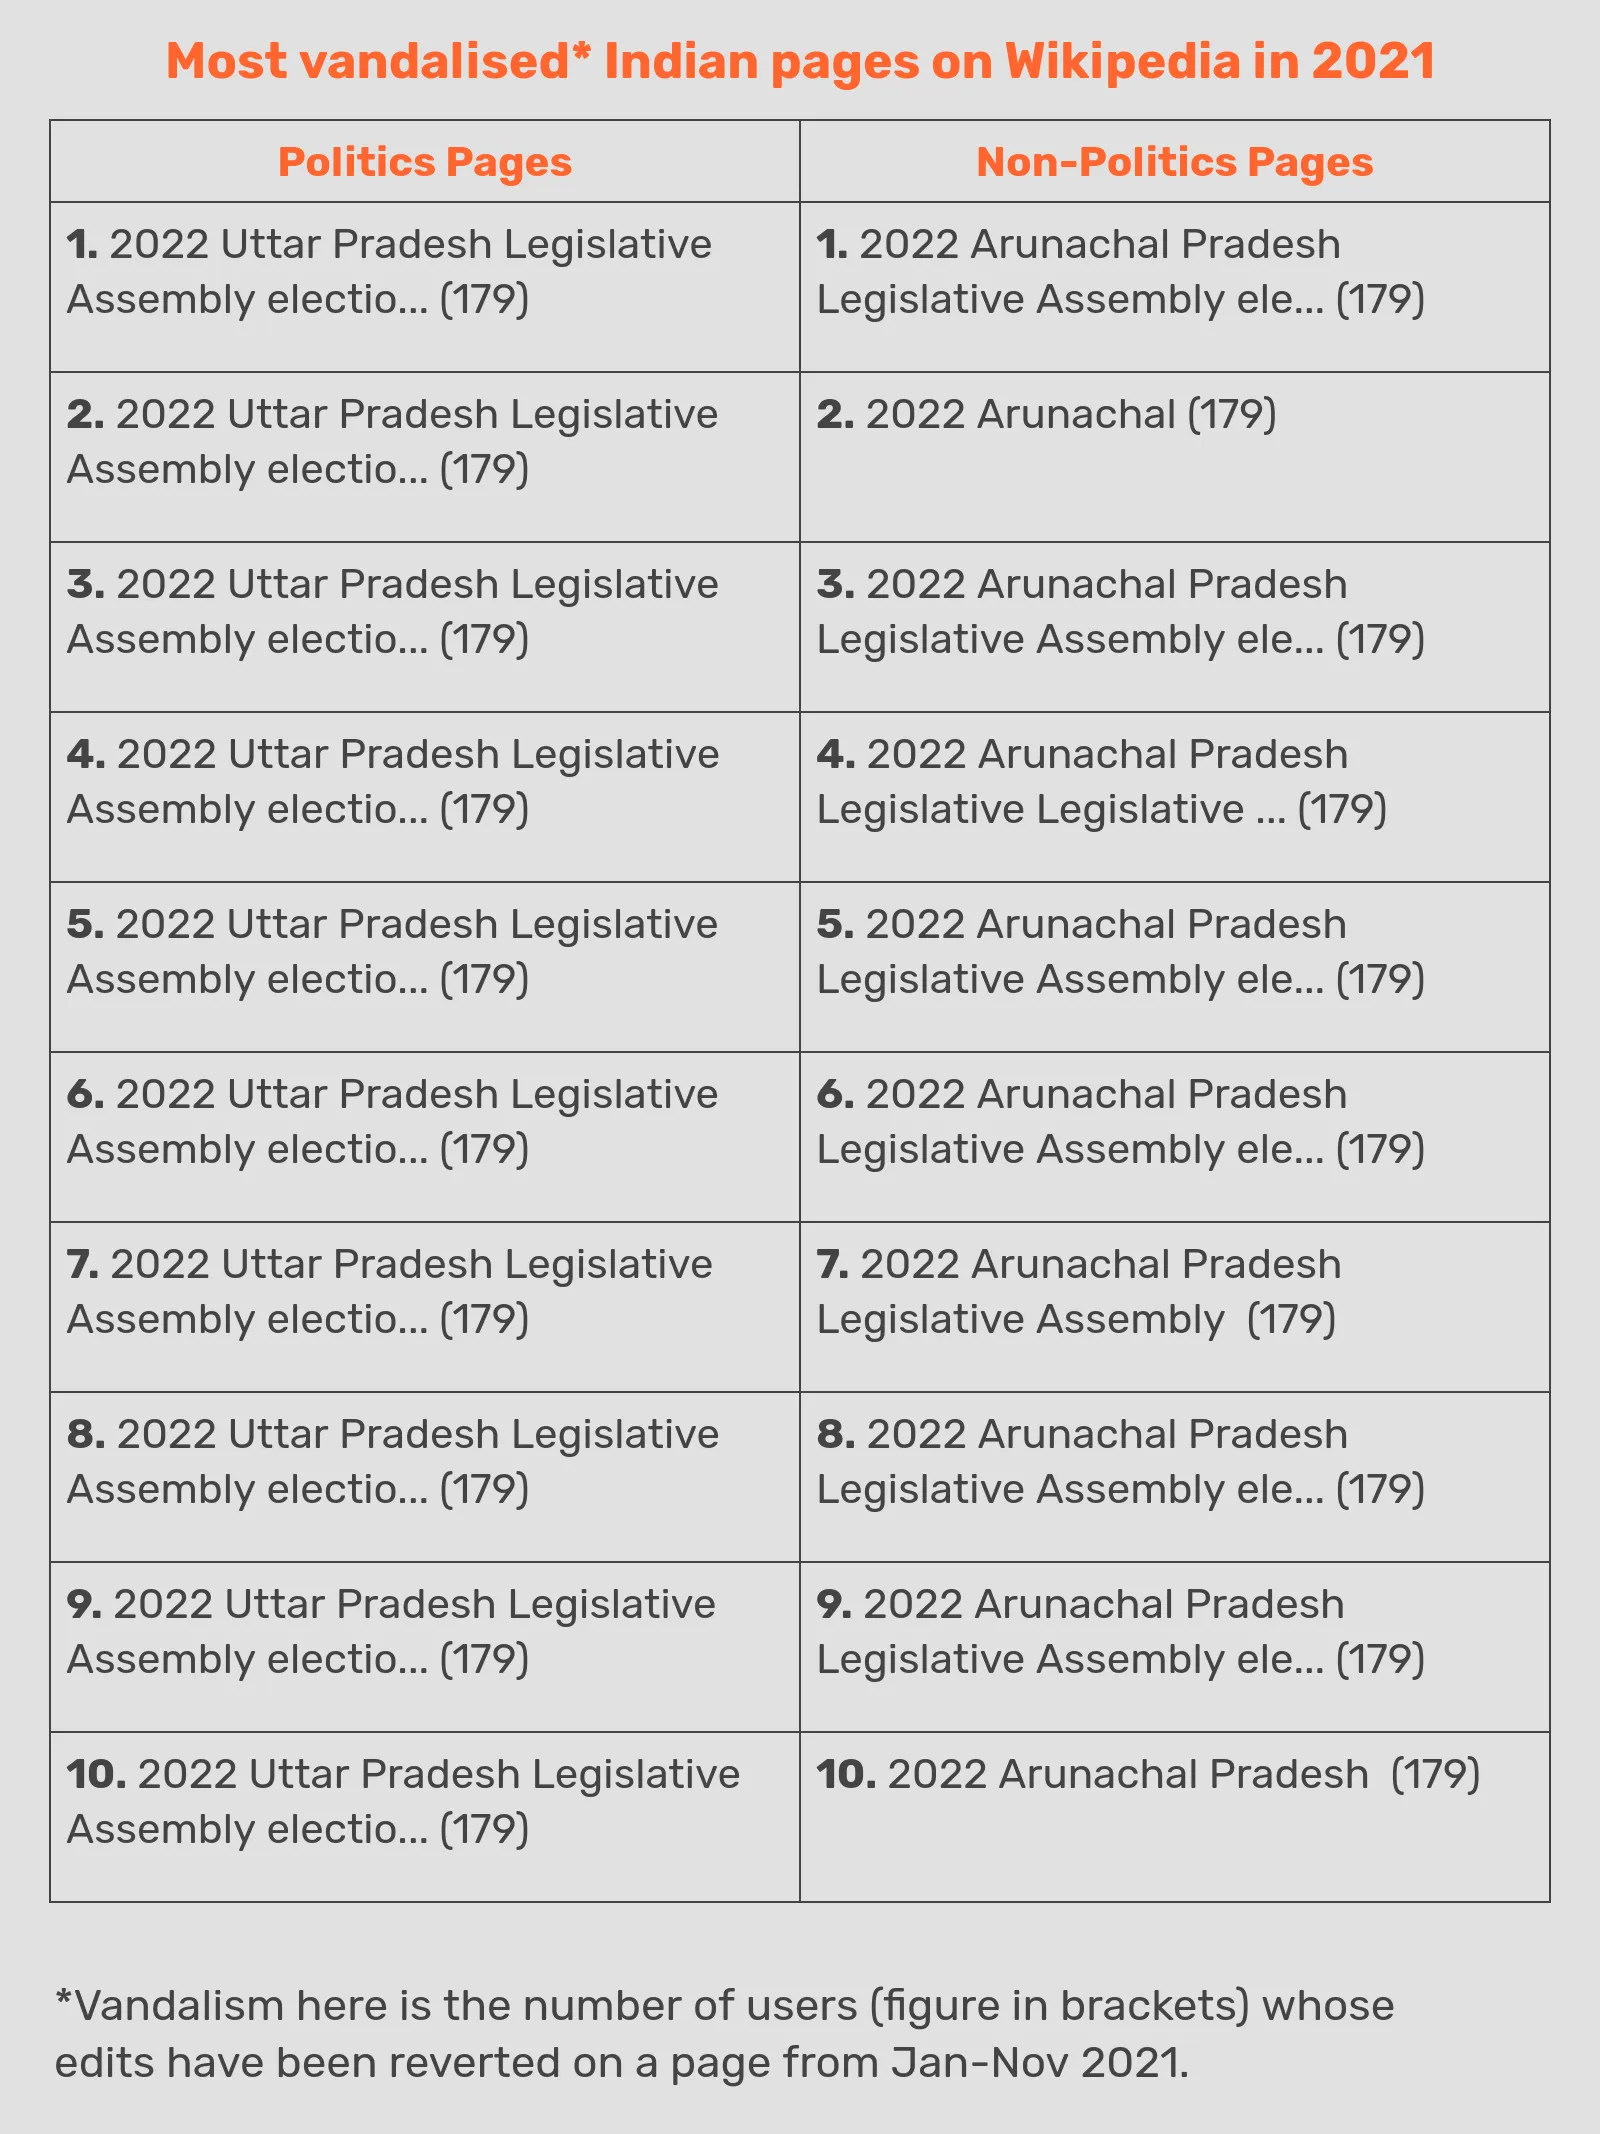 Most vandalised* Indian pages on Wikipedia in 2021
Politics Pages
Non-Politics Pages
1. 2022 Uttar Pradesh Legislative
Assembly electio... (179)
1. 2022 Arunachal Pradesh
Legislative Assembly ele... (179)
2. 2022 Uttar Pradesh Legislative
Assembly electio... (179)
2. 2022 Arunachal (179)
3. 2022 Uttar Pradesh Legislative
Assembly electio... (179)
3. 2022 Arunachal Pradesh
Legislative Assembly ele... (179)
4. 2022 Uttar Pradesh Legislative
Assembly electio... (179)
4. 2022 Arunachal Pradesh
Legislative Legislative ... (179)
5. 2022 Uttar Pradesh Legislative
Assembly electio... (179)
5. 2022 Arunachal Pradesh
Legislative Assembly ele... (179)
6. 2022 Uttar Pradesh Legislative
Assembly electio... (179)
6. 2022 Arunachal Pradesh
Legislative Assembly ele... (179)
7. 2022 Uttar Pradesh Legislative
Assembly electio... (179)
7. 2022 Arunachal Pradesh
Legislative Assembly  (179)
8. 2022 Uttar Pradesh Legislative
Assembly electio... (179)
8. 2022 Arunachal Pradesh
Legislative Assembly ele... (179)
9. 2022 Uttar Pradesh Legislative
Assembly electio... (179)
9. 2022 Arunachal Pradesh
Legislative Assembly ele... (179)
10. 2022 Uttar Pradesh Legislative
Assembly electio... (179)
10. 2022 Arunachal Pradesh  (179)
*Vandalism here is the number of users (figure in brackets) whose
edits have been reverted on a page from Jan-Nov 2021.